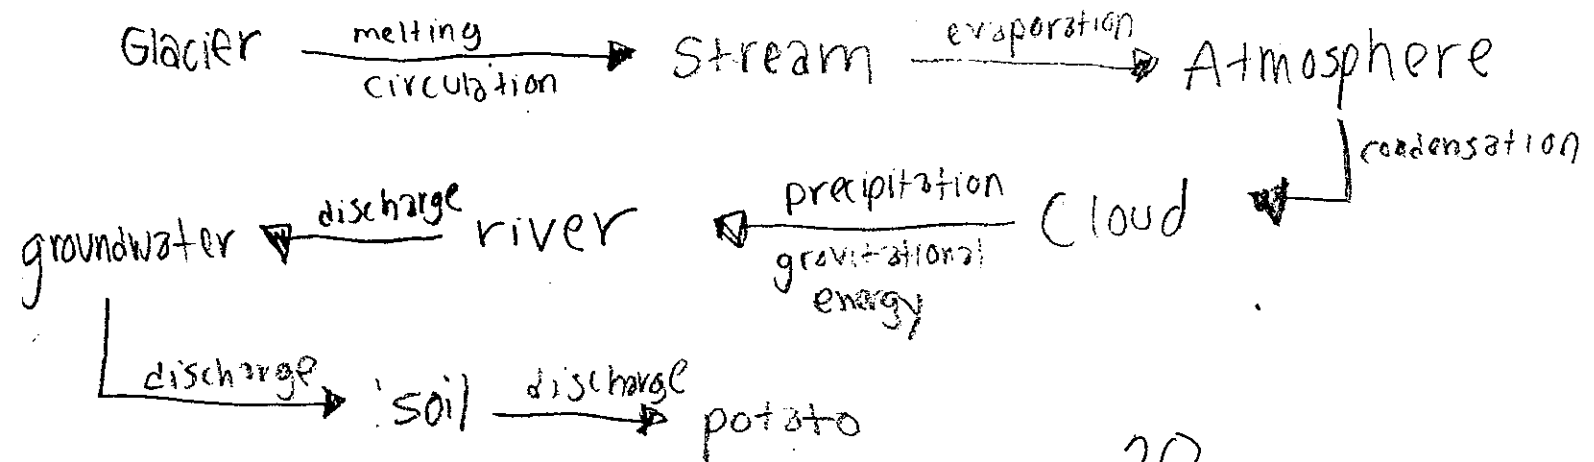 Glacier melting circulation Stream evaporation Atmosphere
condensation
groundwater discharge river precipitation gravitational energy Cloud
discharge soil discharge potato
20